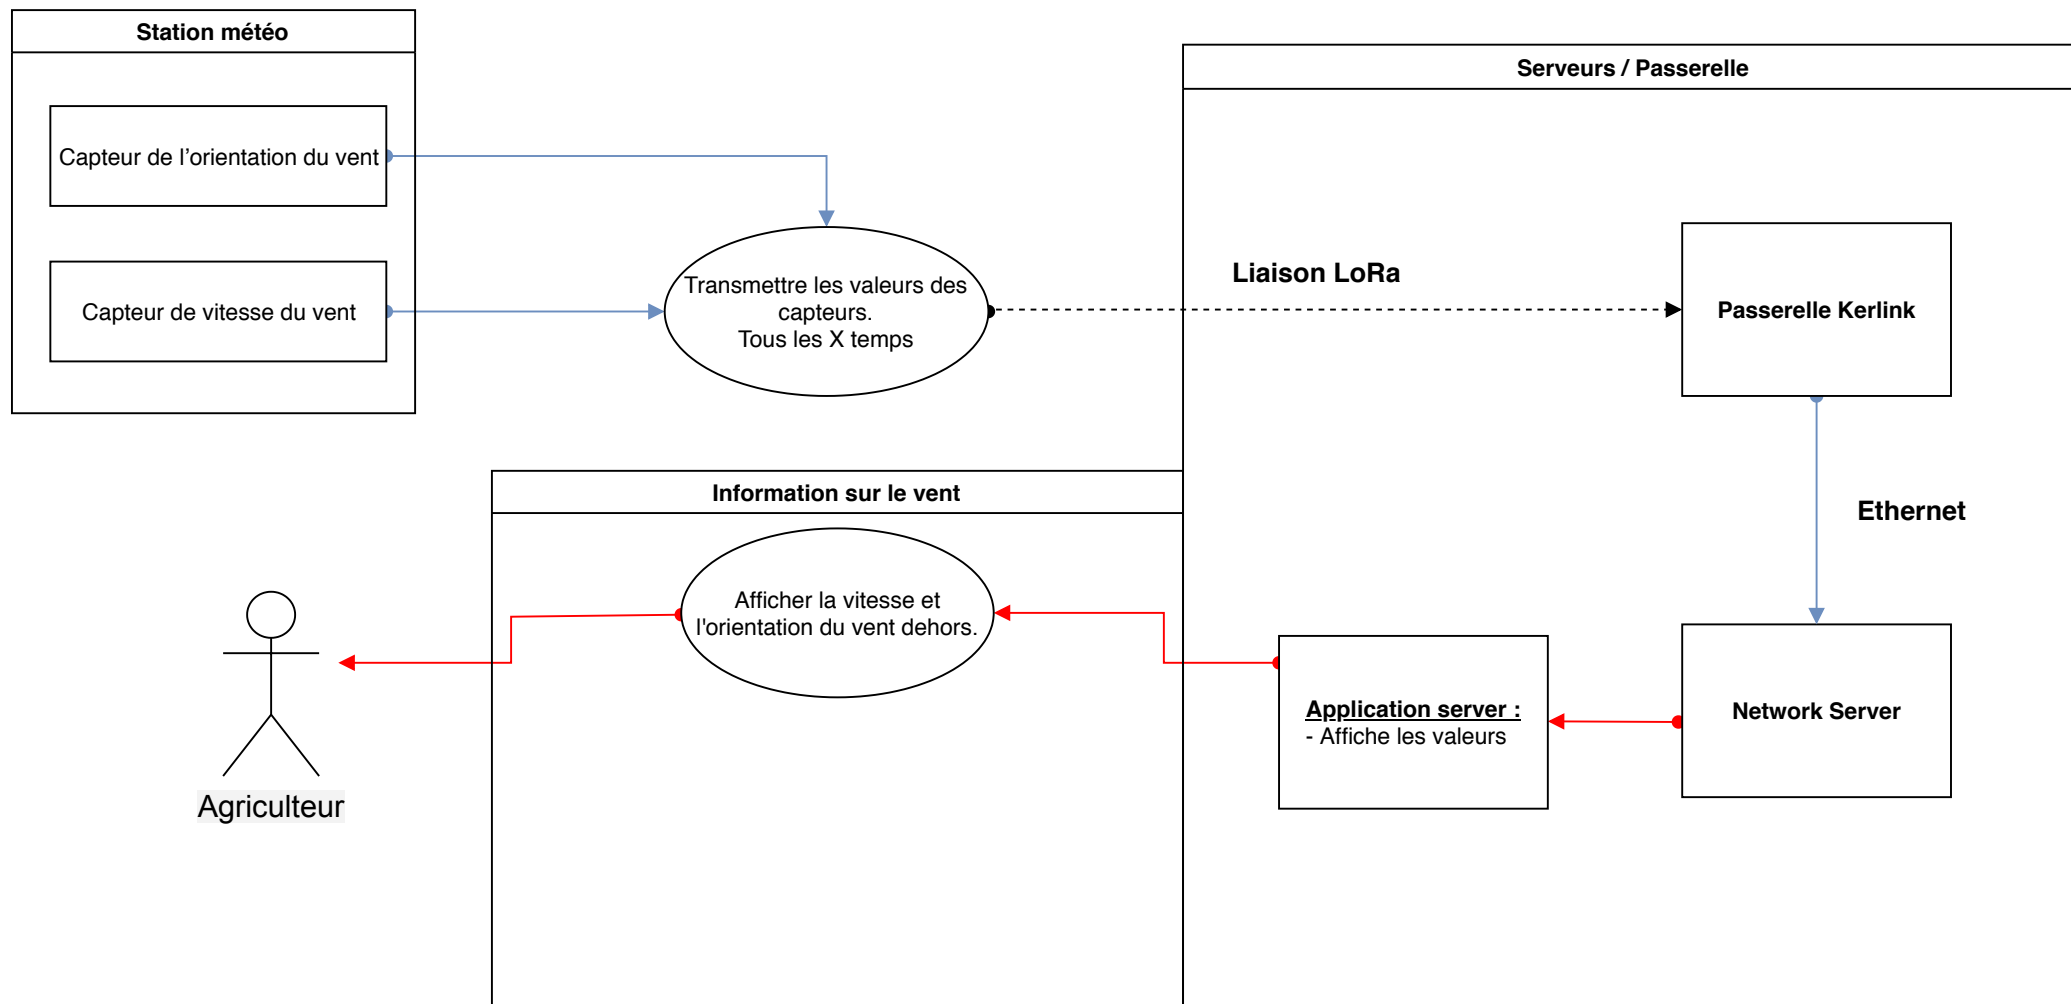 Station météo
Capteur de l’orientation du vent
Capteur de vitesse du vent
Transmettre les valeurs des
capteurs.
Tous les X temps
Serveurs / Passerelle
Liaison LoRa
Passerelle Kerlink
Ethernet
Network Server
Application server :
- Affiche les valeurs
Information sur le vent
Afficher la vitesse et
l'orientation du vent dehors.
Agriculteur